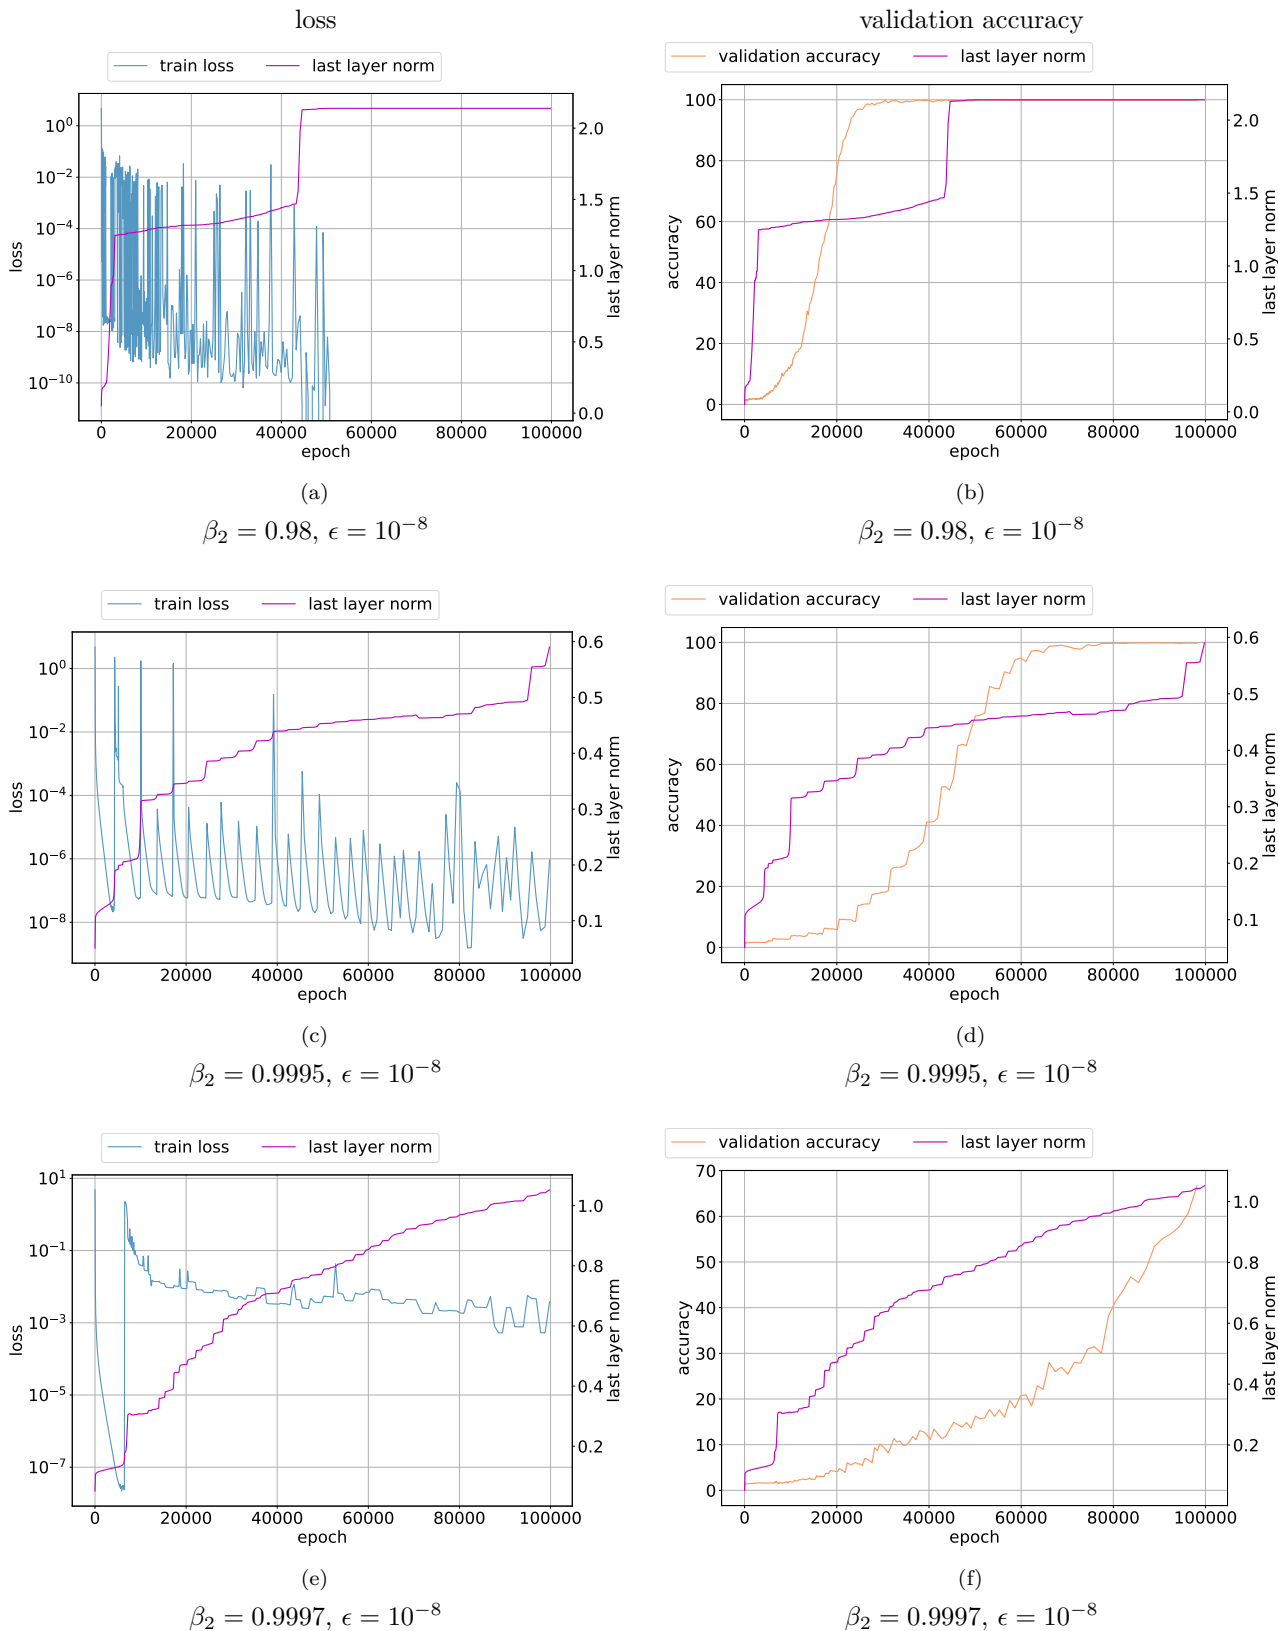 loss
validation accuracy
train loss last layer norm
validation accuracy last layer norm
10⁰
10⁻²
10⁻⁴
10⁻⁶
10⁻⁸
10⁻¹⁰
loss
2.0
1.5
1.0
0.5
0.0
last layer norm
0 20000 40000 60000 80000 100000
epoch
100
80
60
40
20
0
accuracy
2.0
1.5
1.0
0.5
0.0
last layer norm
0 20000 40000 60000 80000 100000
epoch
(a)
(b)
β₂ = 0.98, ϵ = 10⁻⁸
β₂ = 0.98, ϵ = 10⁻⁸
train loss last layer norm
validation accuracy last layer norm
10⁰
10⁻²
10⁻⁴
10⁻⁶
10⁻⁸
loss
0.6
0.5
0.4
0.3
0.2
0.1
last layer norm
0 20000 40000 60000 80000 100000
epoch
100
80
60
40
20
0
accuracy
0.6
0.5
0.4
0.3
0.2
0.1
last layer norm
0 20000 40000 60000 80000 100000
epoch
(c)
(d)
β₂ = 0.9995, ϵ = 10⁻⁸
β₂ = 0.9995, ϵ = 10⁻⁸
train loss last layer norm
validation accuracy last layer norm
10¹
10⁻¹
10⁻³
10⁻⁵
10⁻⁷
loss
1.0
0.8
0.6
0.4
0.2
last layer norm
0 20000 40000 60000 80000 100000
epoch
70
60
50
40
30
20
10
0
accuracy
1.0
0.8
0.6
0.4
0.2
last layer norm
0 20000 40000 60000 80000 100000
epoch
(e)
(f)
β₂ = 0.9997, ϵ = 10⁻⁸
β₂ = 0.9997, ϵ = 10⁻⁸